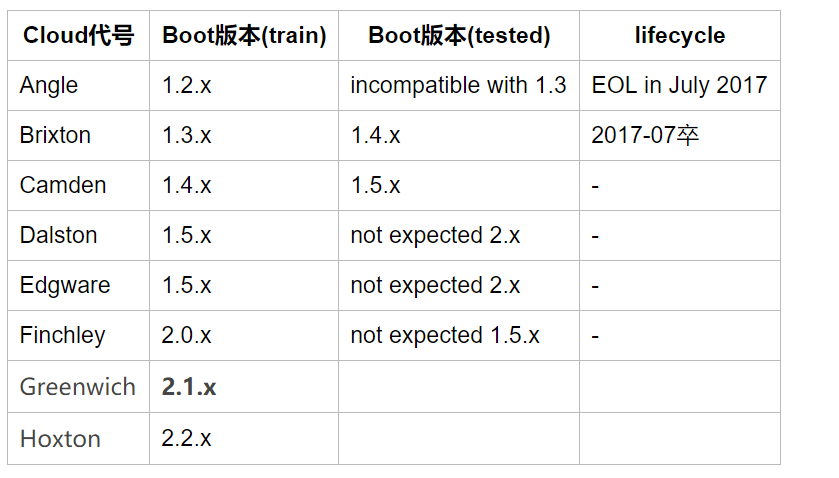 Cloud代号 Boot版本(train) Boot版本(tested) lifecycle
Angle 1.2.x incompatible with 1.3 EOL in July 2017
Brixton 1.3.x 1.4.x 2017-07卒
Camden 1.4.x 1.5.x -
Dalston 1.5.x not expected 2.x -
Edgware 1.5.x not expected 2.x -
Finchley 2.0.x not expected 1.5.x -
Greenwich 2.1.x
Hoxton 2.2.x